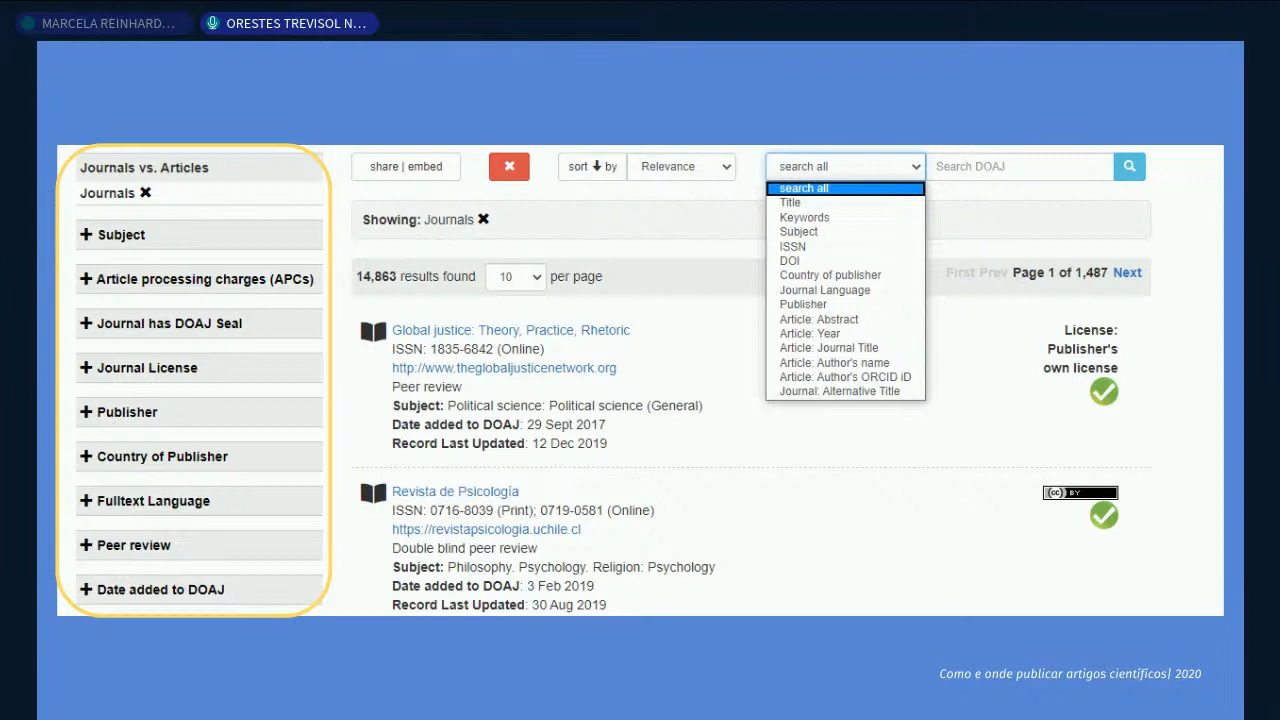 MARCELA REINHARD…
ORESTES TREVISOL N…
Journals vs. Articles
Journals ✖
+ Subject
+ Article processing charges (APCs)
+ Journal has DOAJ Seal
+ Journal License
+ Publisher
+ Country of Publisher
+ Fulltext Language
+ Peer review
+ Date added to DOAJ
share | embed
sort by
Relevance
search all
Search DOAJ
search all
Title
Keywords
Subject
ISSN
DOI
Country of publisher
Journal Language
Publisher
Article: Abstract
Article: Year
Article: Journal Title
Article: Author's name
Article: Author's ORCID iD
Journal: Alternative Title
Showing: Journals ✖
14,863 results found 10 per page
First Prev Page 1 of 1,487 Next
Global justice: Theory, Practice, Rhetoric
ISSN: 1835-6842 (Online)
http://www.theglobaljusticenetwork.org
Peer review
Subject: Political science: Political science (General)
Date added to DOAJ: 29 Sept 2017
Record Last Updated: 12 Dec 2019
License:
Publisher's
own license
Revista de Psicología
ISSN: 0716-8039 (Print); 0719-0581 (Online)
https://revistapsicologia.uchile.cl
Double blind peer review
Subject: Philosophy. Psychology. Religion: Psychology
Date added to DOAJ: 3 Feb 2019
Record Last Updated: 30 Aug 2019
cc BY
Como e onde publicar artigos científicos| 2020